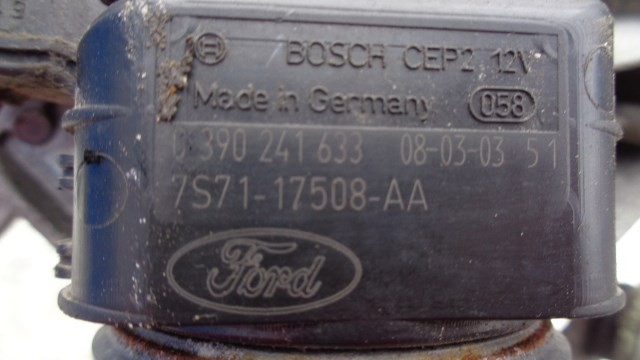 BOSCH CEP2 12V
Made in Germany 058
0 390 241 633 08-03-03 51
7S71-17508-AA
Ford